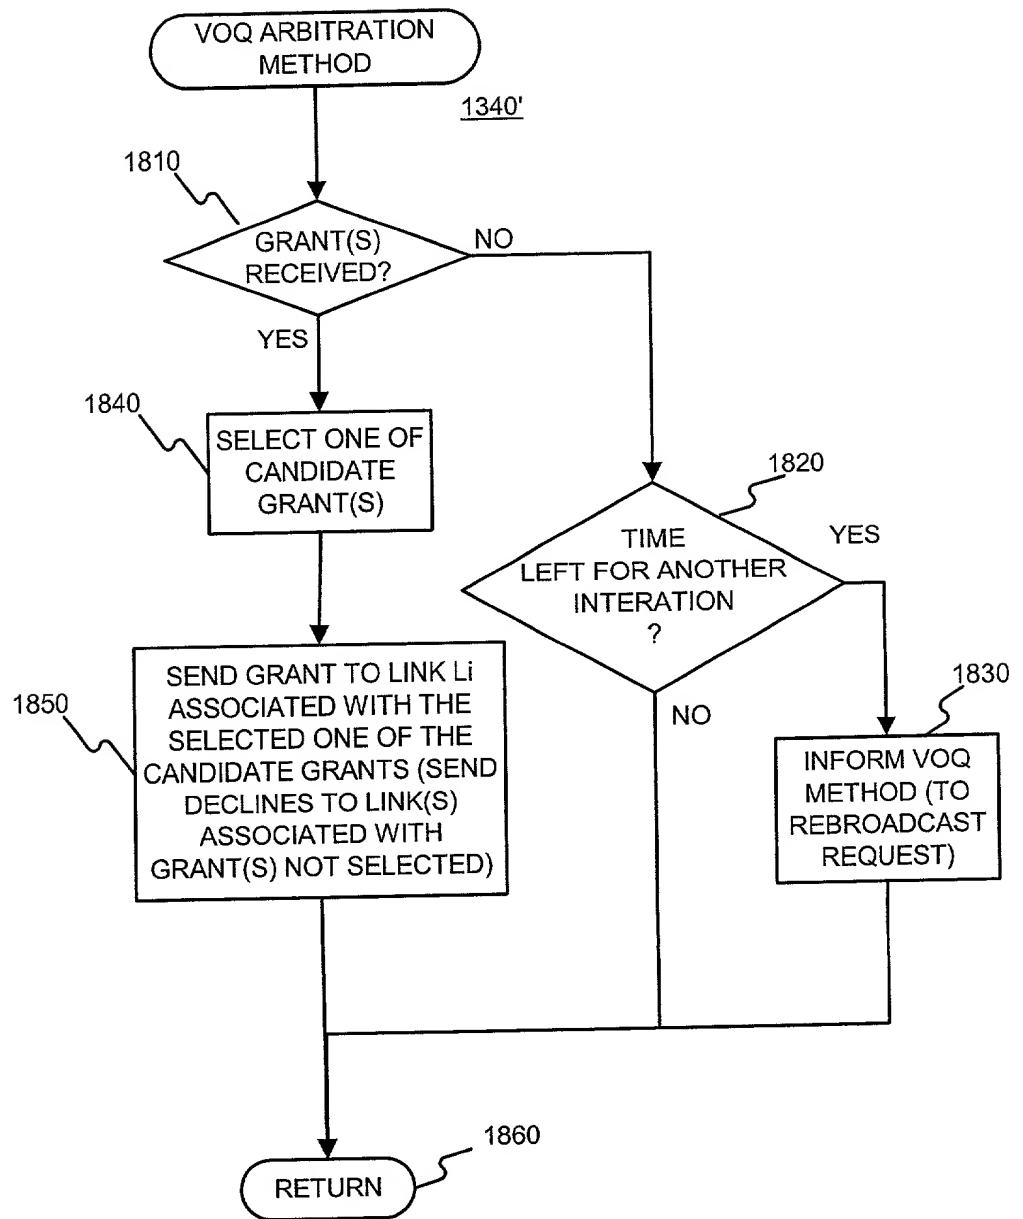 VOQ ARBITRATION
METHOD
1340'
1810
GRANT(S)
RECEIVED?
NO
YES
1840
SELECT ONE OF
CANDIDATE
GRANT(S)
1820
TIME
LEFT FOR ANOTHER
INTERATION
?
YES
NO
1850
SEND GRANT TO LINK Li
ASSOCIATED WITH THE
SELECTED ONE OF THE
CANDIDATE GRANTS (SEND
DECLINES TO LINK(S)
ASSOCIATED WITH
GRANT(S) NOT SELECTED)
1830
INFORM VOQ
METHOD (TO
REBROADCAST
REQUEST)
1860
RETURN